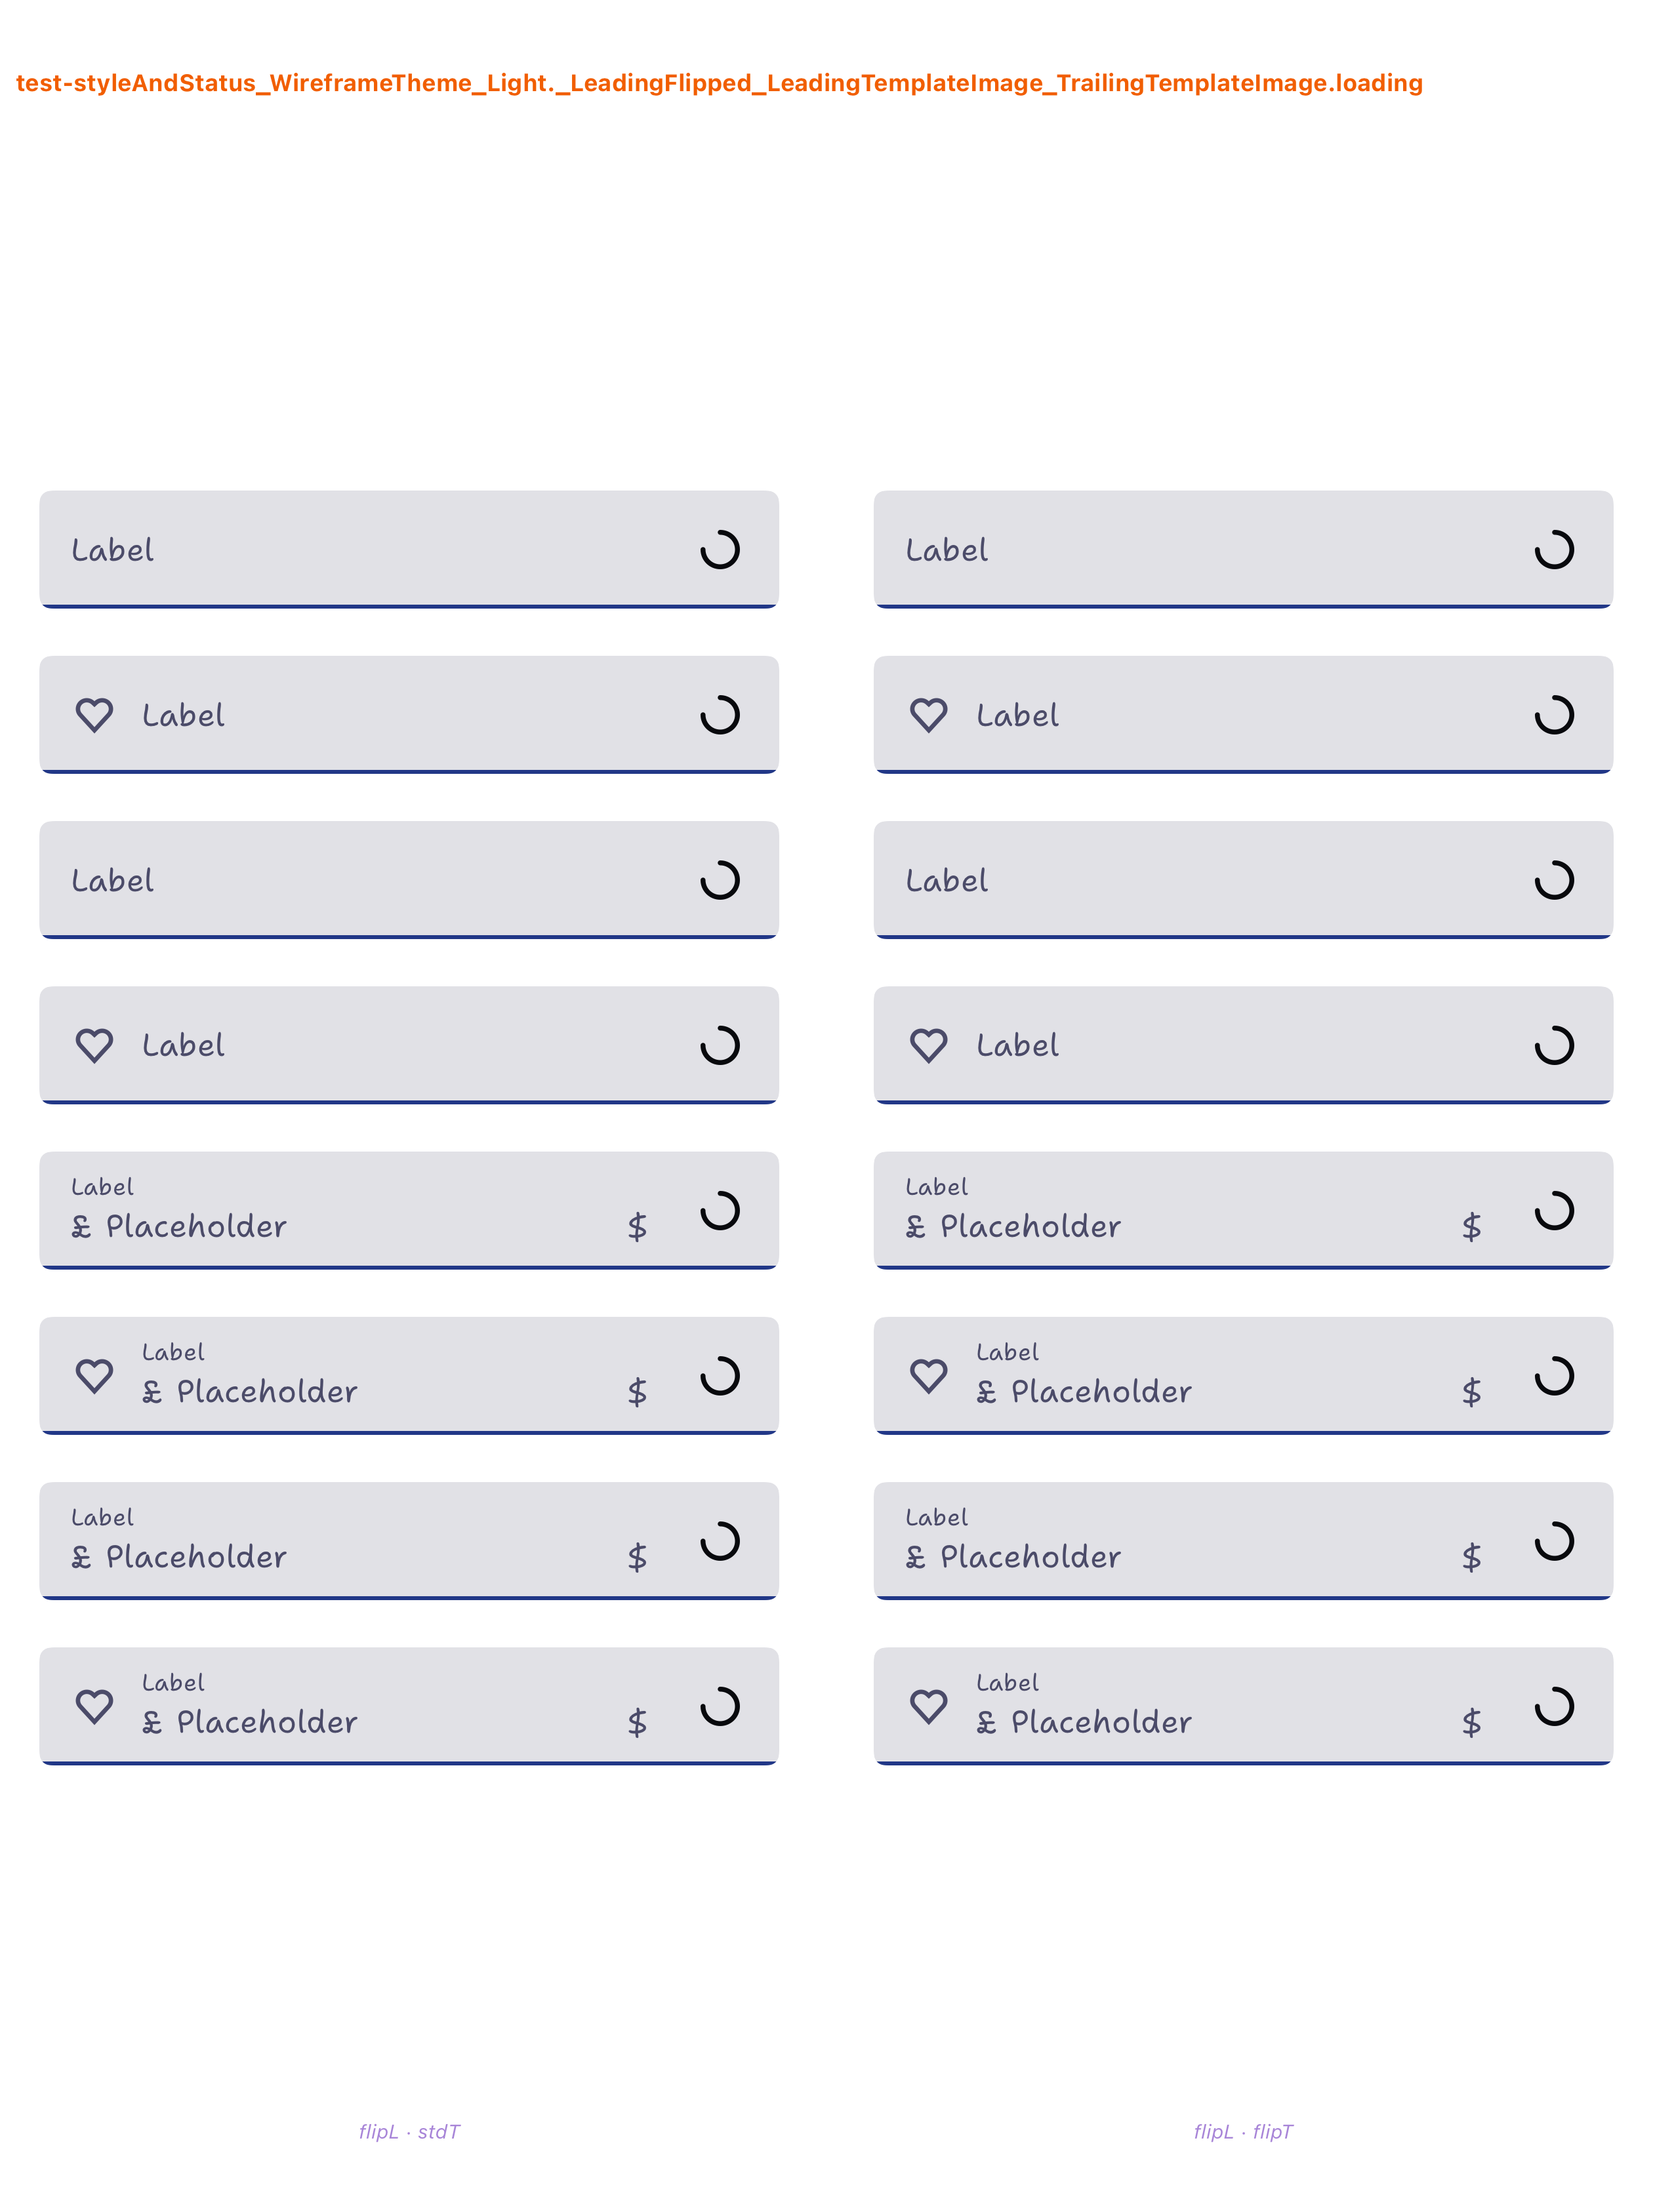 test-styleAndStatus_WireframeTheme_Light._LeadingFlipped_LeadingTemplateImage_TrailingTemplateImage.loading
Label
Label
Label
Label
Label
Label
Label
Label
Label
Label
£ Placeholder $
£ Placeholder $
Label
Label
£ Placeholder $
£ Placeholder $
Label
Label
£ Placeholder $
£ Placeholder $
Label
Label
£ Placeholder $
£ Placeholder $
flipL · stdT
flipL · flipT